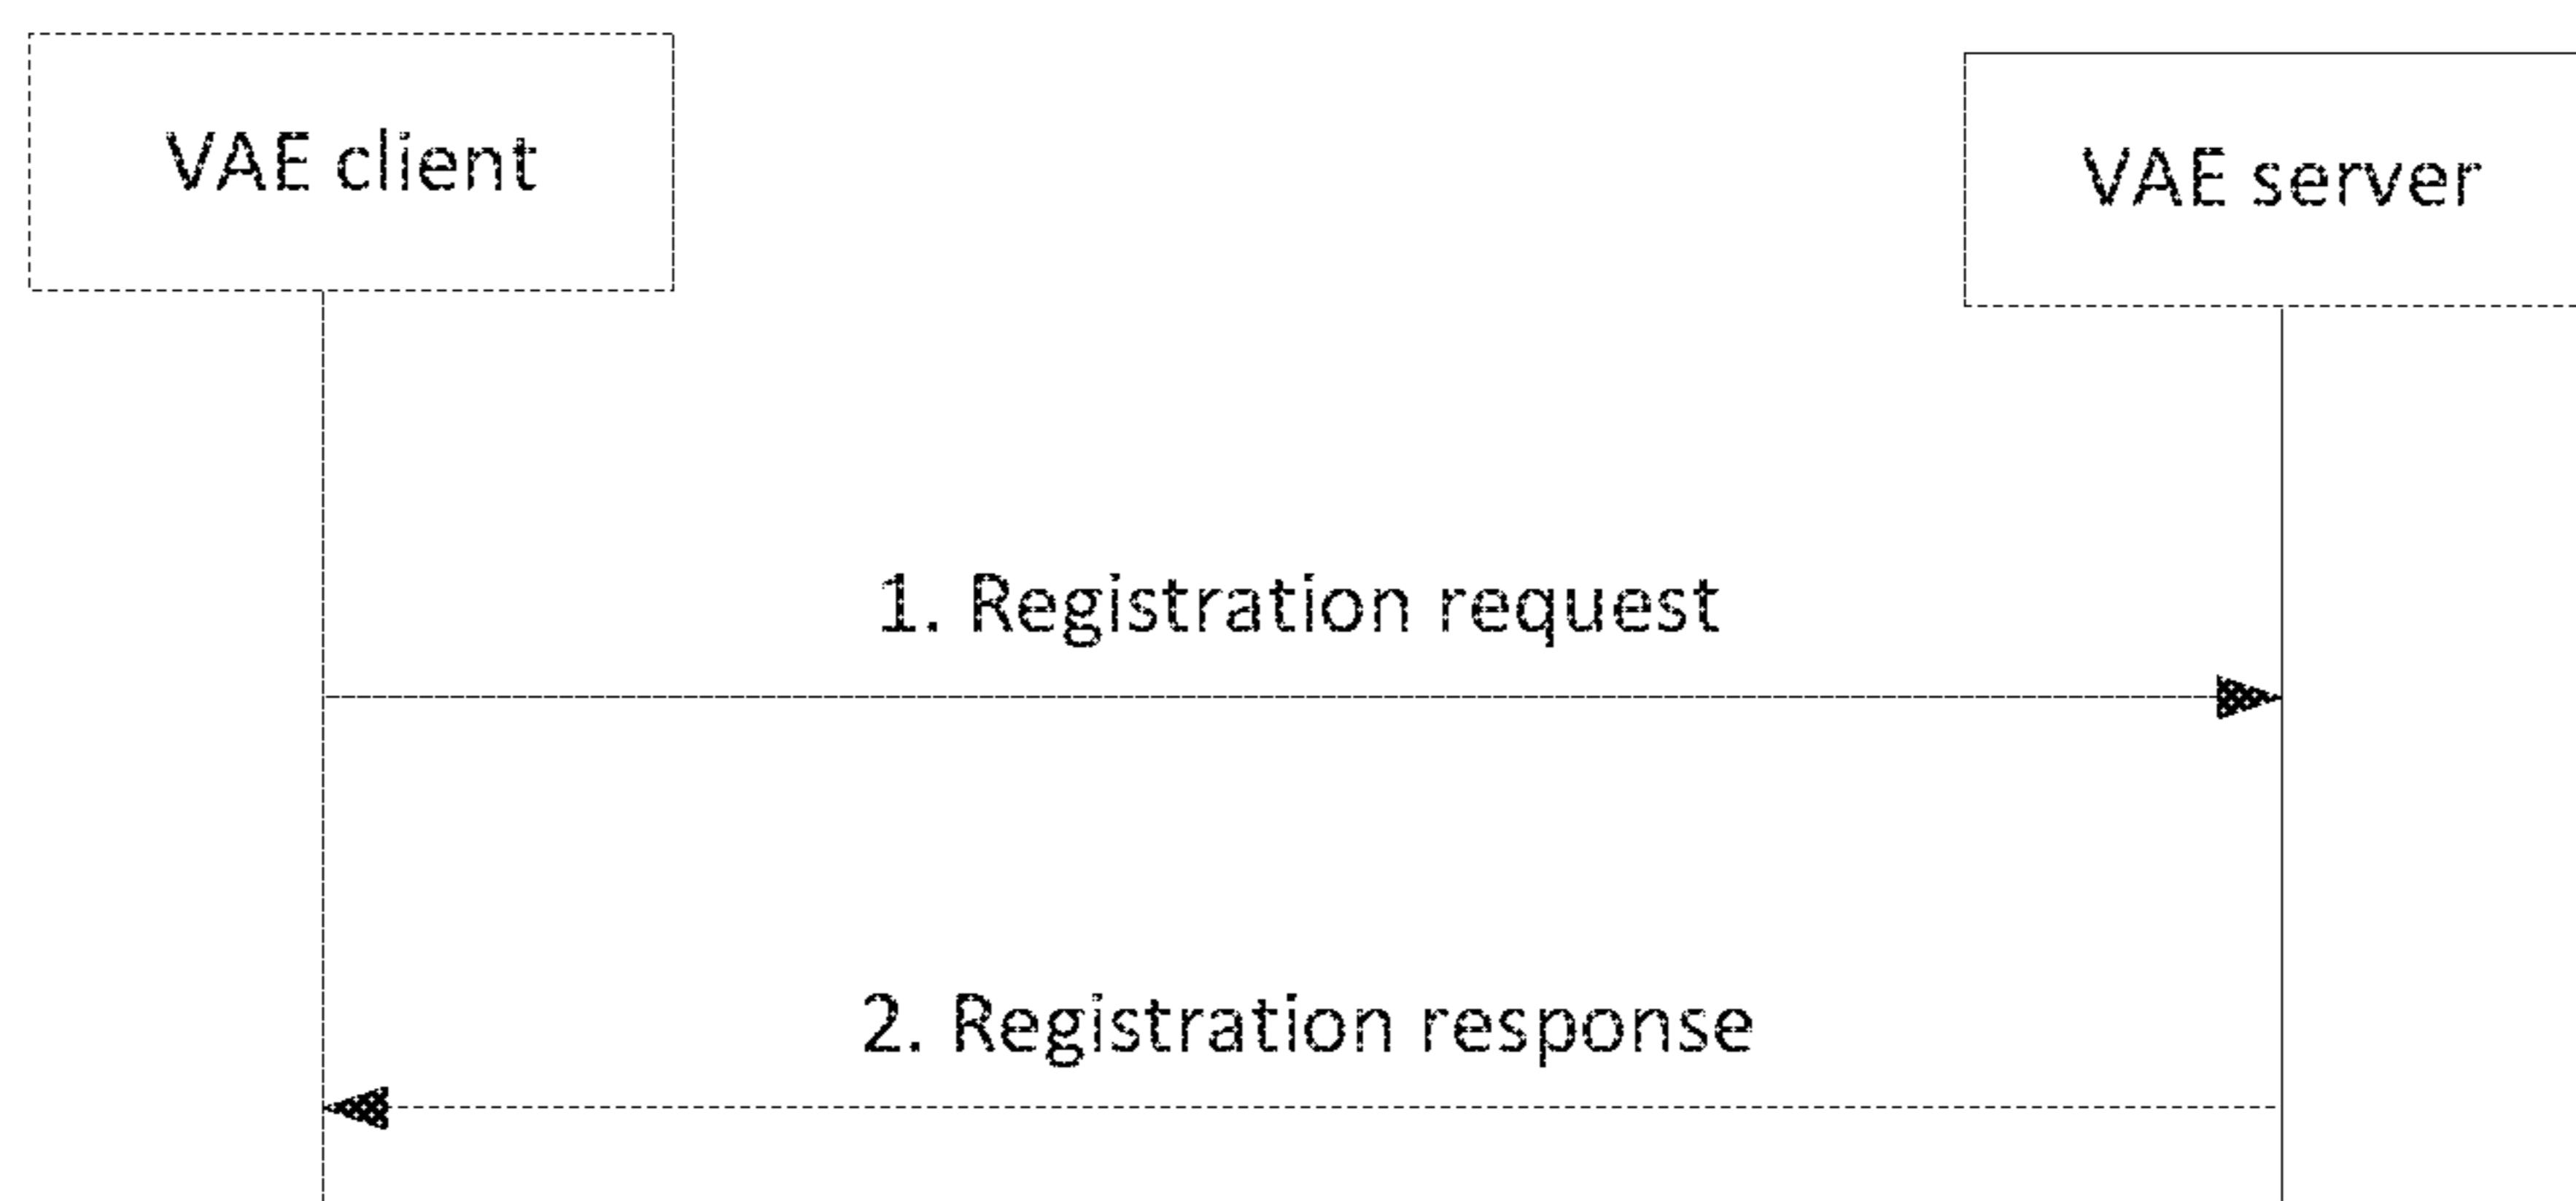 VAE client
VAE server
1. Registration request
2. Registration response